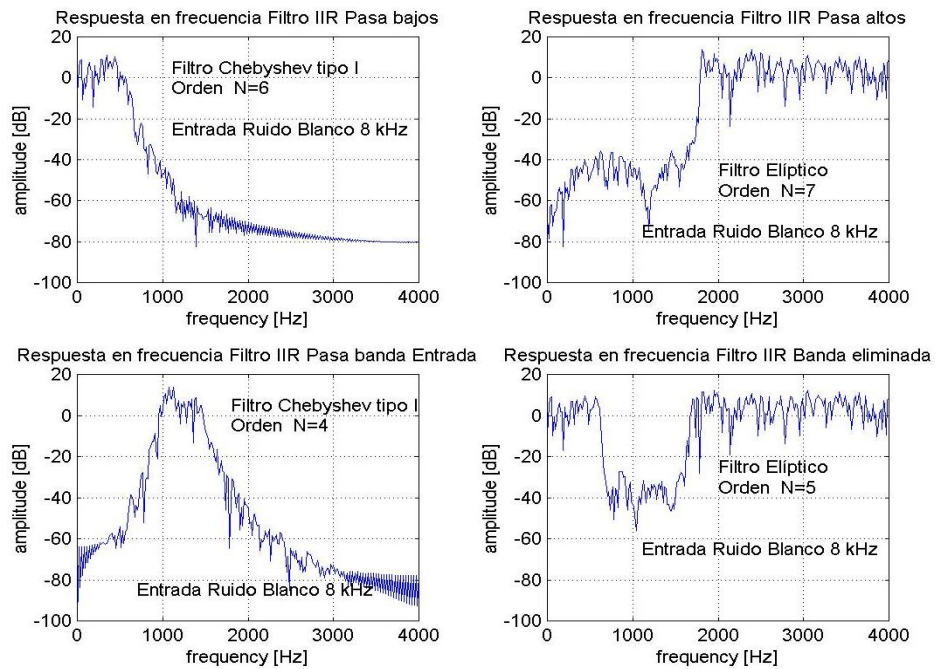 Respuesta en frecuencia Filtro IIR Pasa bajos
20
0
-20
-40
-60
-80
-100
amplitude [dB]
Filtro Chebyshev tipo I
Orden N=6
Entrada Ruido Blanco 8 kHz
0
1000
2000
3000
4000
frequency [Hz]
Respuesta en frecuencia Filtro IIR Pasa altos
20
0
-20
-40
-60
-80
-100
amplitude [dB]
Filtro Elíptico
Orden N=7
Entrada Ruido Blanco 8 kHz
0
1000
2000
3000
4000
frequency [Hz]
Respuesta en frecuencia Filtro IIR Pasa banda Entrada
20
0
-20
-40
-60
-80
-100
amplitude [dB]
Filtro Chebyshev tipo I
Orden N=4
Entrada Ruido Blanco 8 kHz
0
1000
2000
3000
4000
frequency [Hz]
Respuesta en frecuencia Filtro IIR Banda eliminada
20
0
-20
-40
-60
-80
-100
amplitude [dB]
Filtro Elíptico
Orden N=5
Entrada Ruido Blanco 8 kHz
0
1000
2000
3000
4000
frequency [Hz]